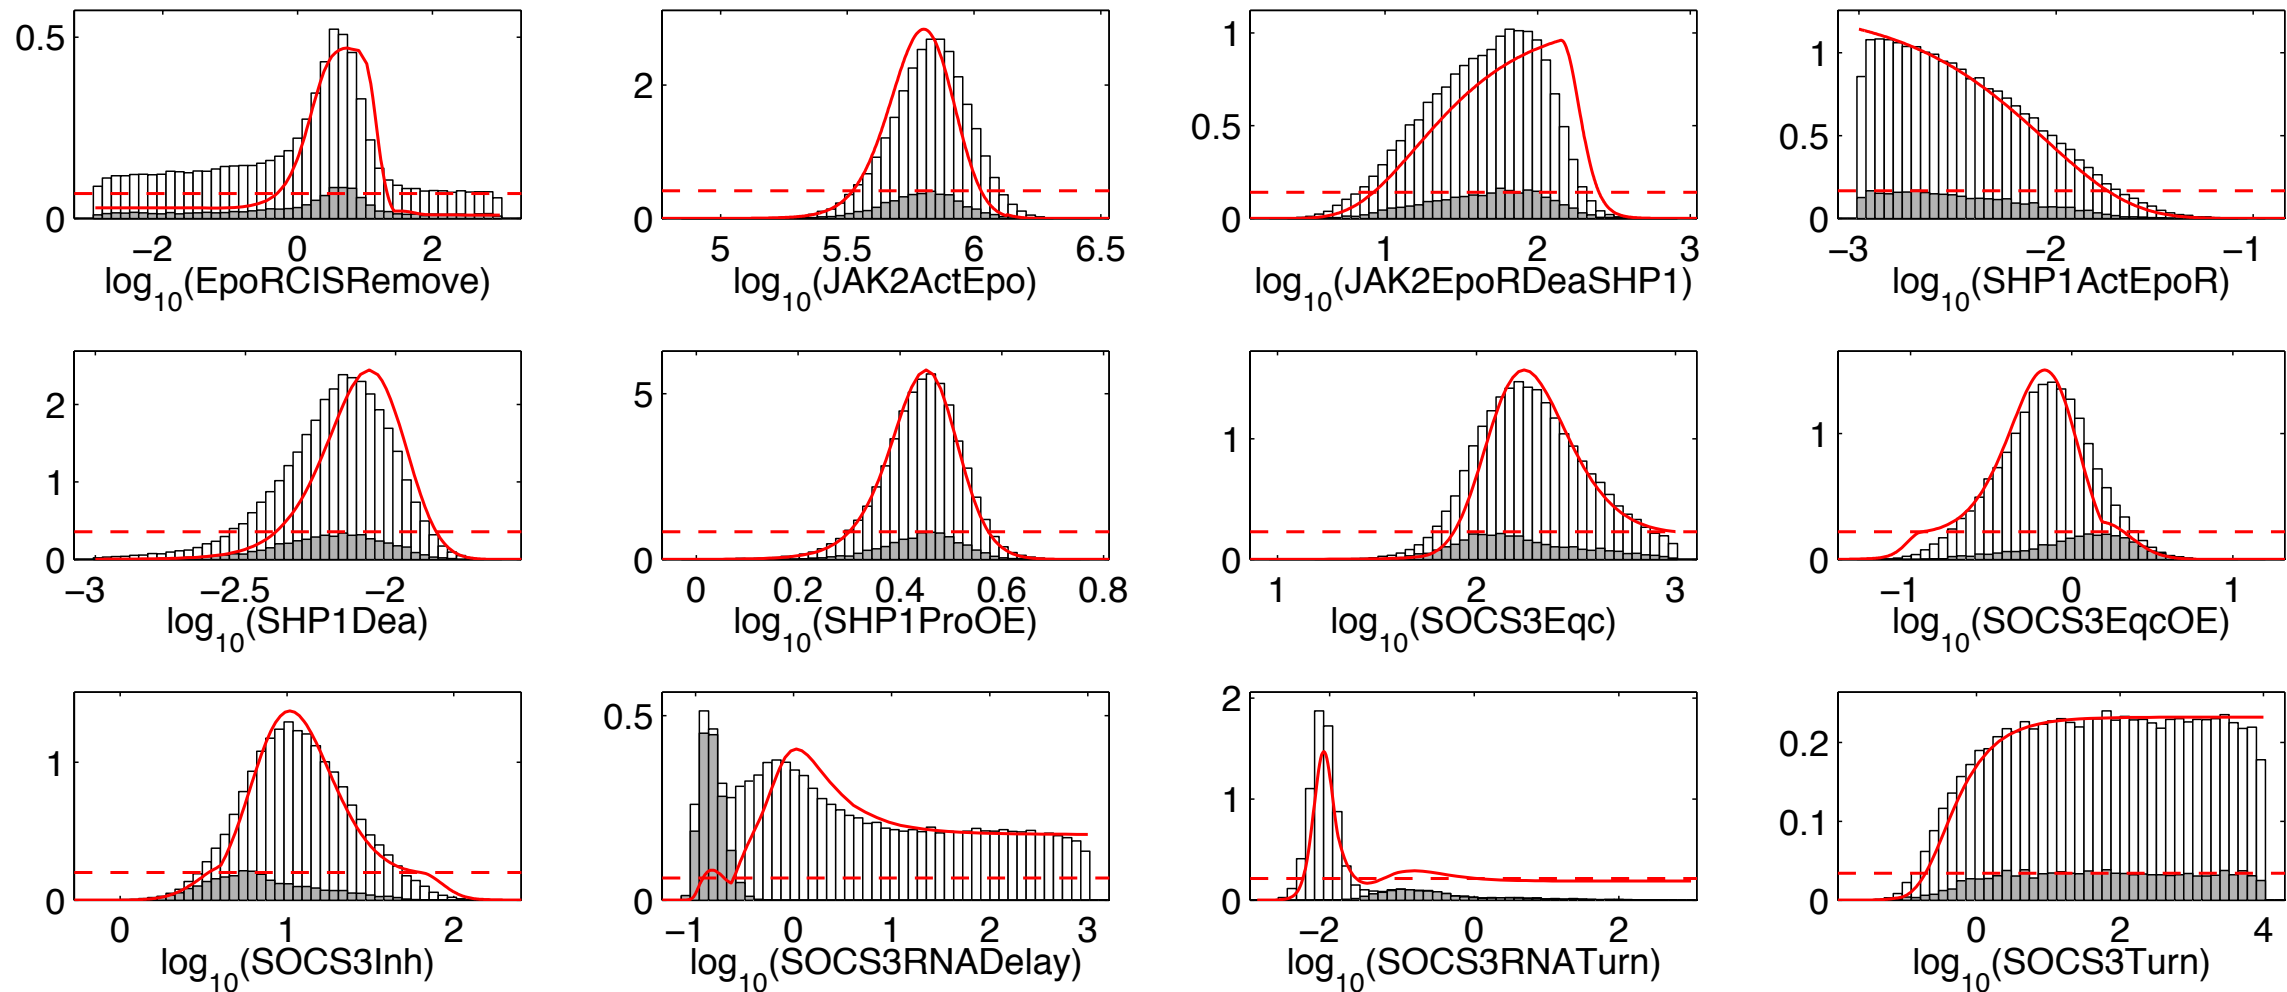 0.5
0
−2 0 2
log10(EpoRCISRemove)
2
0
5 5.5 6 6.5
log10(JAK2ActEpo)
1
0.5
0
1 2 3
log10(JAK2EpoRDeaSHP1)
1
0.5
0
−3 −2 −1
log10(SHP1ActEpoR)
2
1
0
−3 −2.5 −2
log10(SHP1Dea)
5
0
0 0.2 0.4 0.6 0.8
log10(SHP1ProOE)
1
0
1 2 3
log10(SOCS3Eqc)
1
0
−1 0 1
log10(SOCS3EqcOE)
1
0
0 1 2
log10(SOCS3Inh)
0.5
0
−1 0 1 2 3
log10(SOCS3RNADelay)
2
1
0
−2 0 2
log10(SOCS3RNATurn)
0.2
0.1
0
0 2 4
log10(SOCS3Turn)